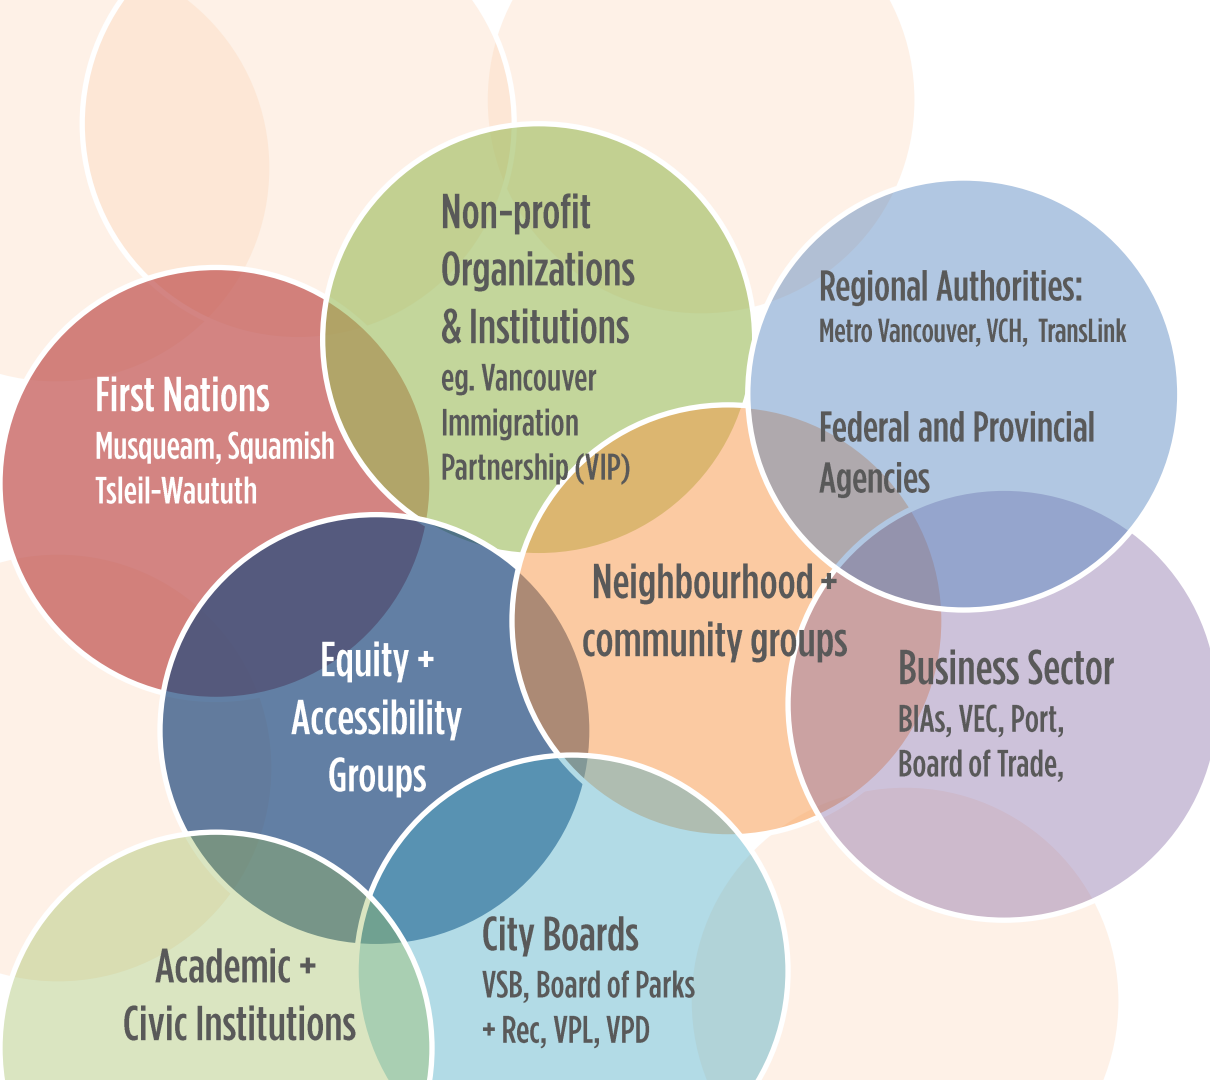 Non-profit
Organizations
& Institutions
eg. Vancouver
Immigration
Partnership (VIP)
Regional Authorities:
Metro Vancouver, VCH, TransLink
Federal and Provincial
Agencies
First Nations
Musqueam, Squamish
Tsleil-Waututh
Neighbourhood +
community groups
Equity +
Accessibility
Groups
Business Sector
BIAs, VEC, Port,
Board of Trade,
City Boards
VSB, Board of Parks
+ Rec, VPL, VPD
Academic +
Civic Institutions